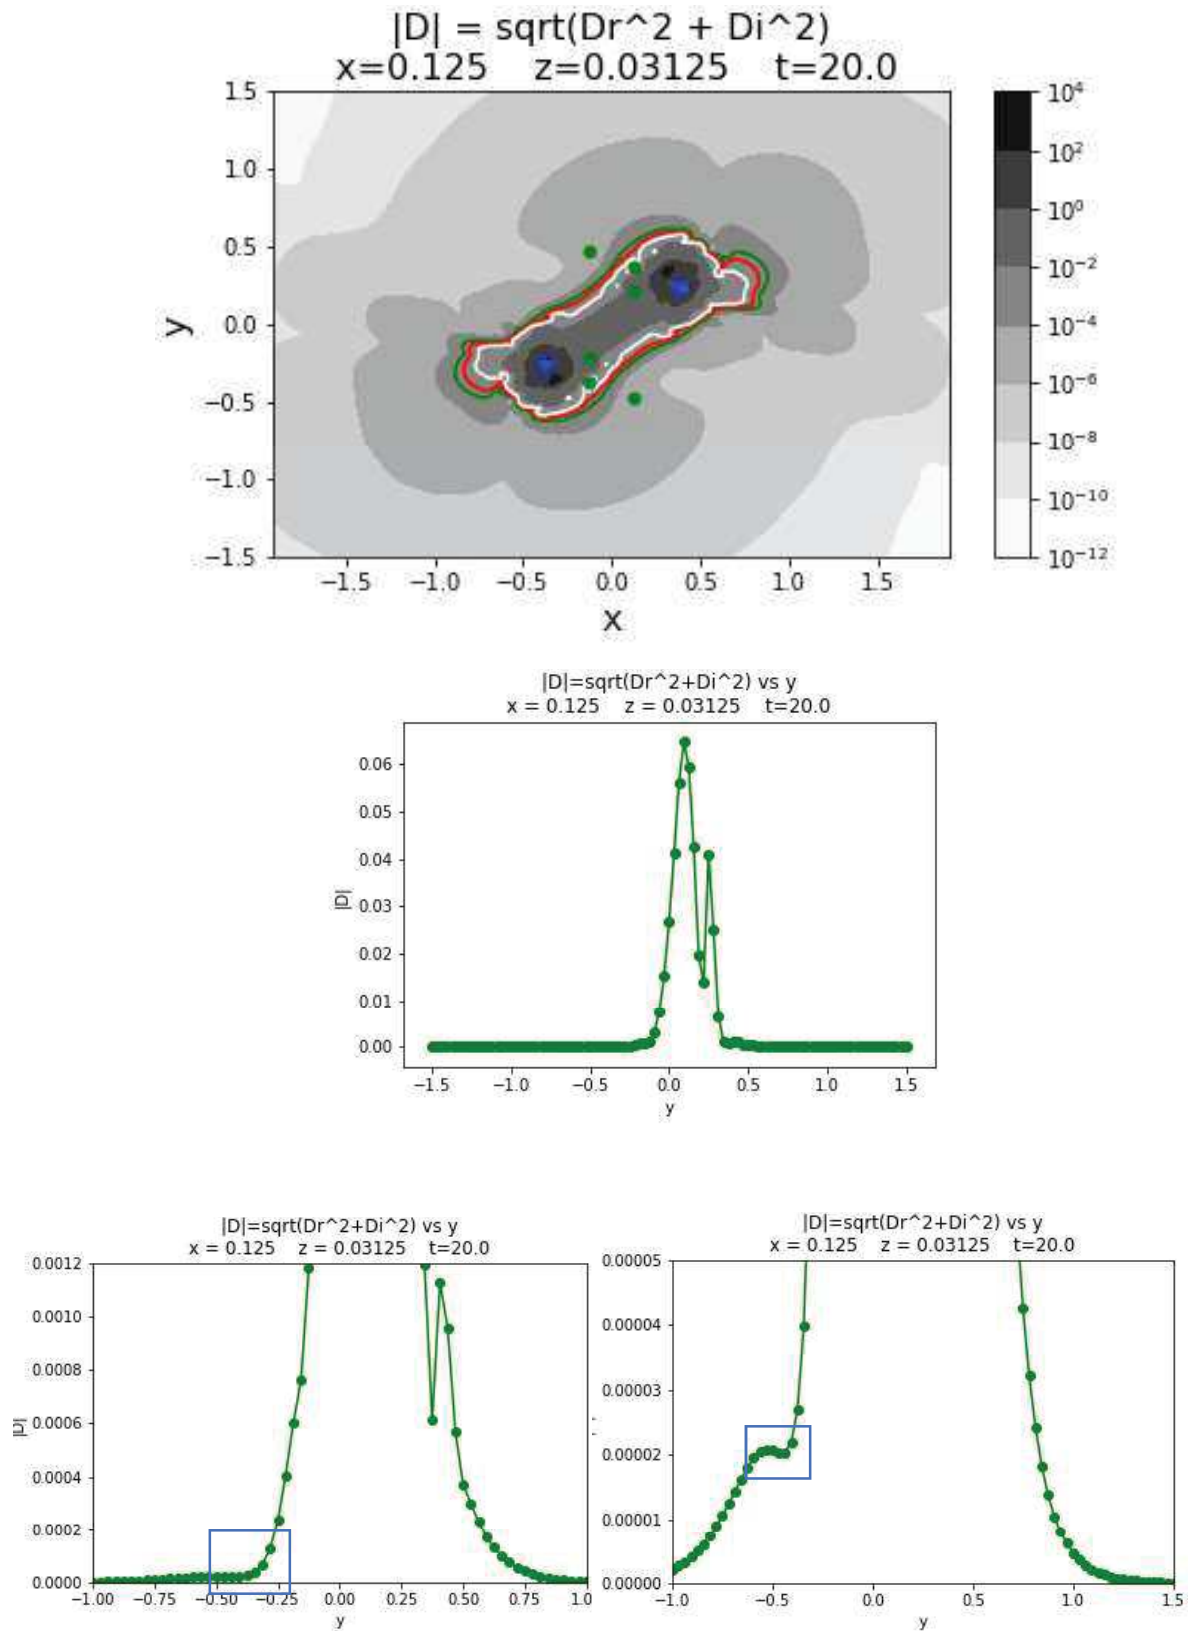 |D| = sqrt(Dr^2 + Di^2)
x=0.125 z=0.03125 t=20.0
1.5
1.0
0.5
0.0
−0.5
−1.0
−1.5
y
−1.5 −1.0 −0.5 0.0 0.5 1.0 1.5
x
10⁴
10²
10⁰
10⁻²
10⁻⁴
10⁻⁶
10⁻⁸
10⁻¹⁰
10⁻¹²
|D|=sqrt(Dr^2+Di^2) vs y
x = 0.125 z = 0.03125 t=20.0
0.06
0.05
0.04
0.03
0.02
0.01
0.00
|D|
−1.5 −1.0 −0.5 0.0 0.5 1.0 1.5
y
|D|=sqrt(Dr^2+Di^2) vs y
x = 0.125 z = 0.03125 t=20.0
0.0012
0.0010
0.0008
0.0006
0.0004
0.0002
0.0000
|D|
−1.00 −0.75 −0.50 −0.25 0.00 0.25 0.50 0.75 1.0
y
|D|=sqrt(Dr^2+Di^2) vs y
x = 0.125 z = 0.03125 t=20.0
0.00005
0.00004
0.00003
0.00002
0.00001
0.00000
−1.0 −0.5 0.0 0.5 1.0 1.5
y